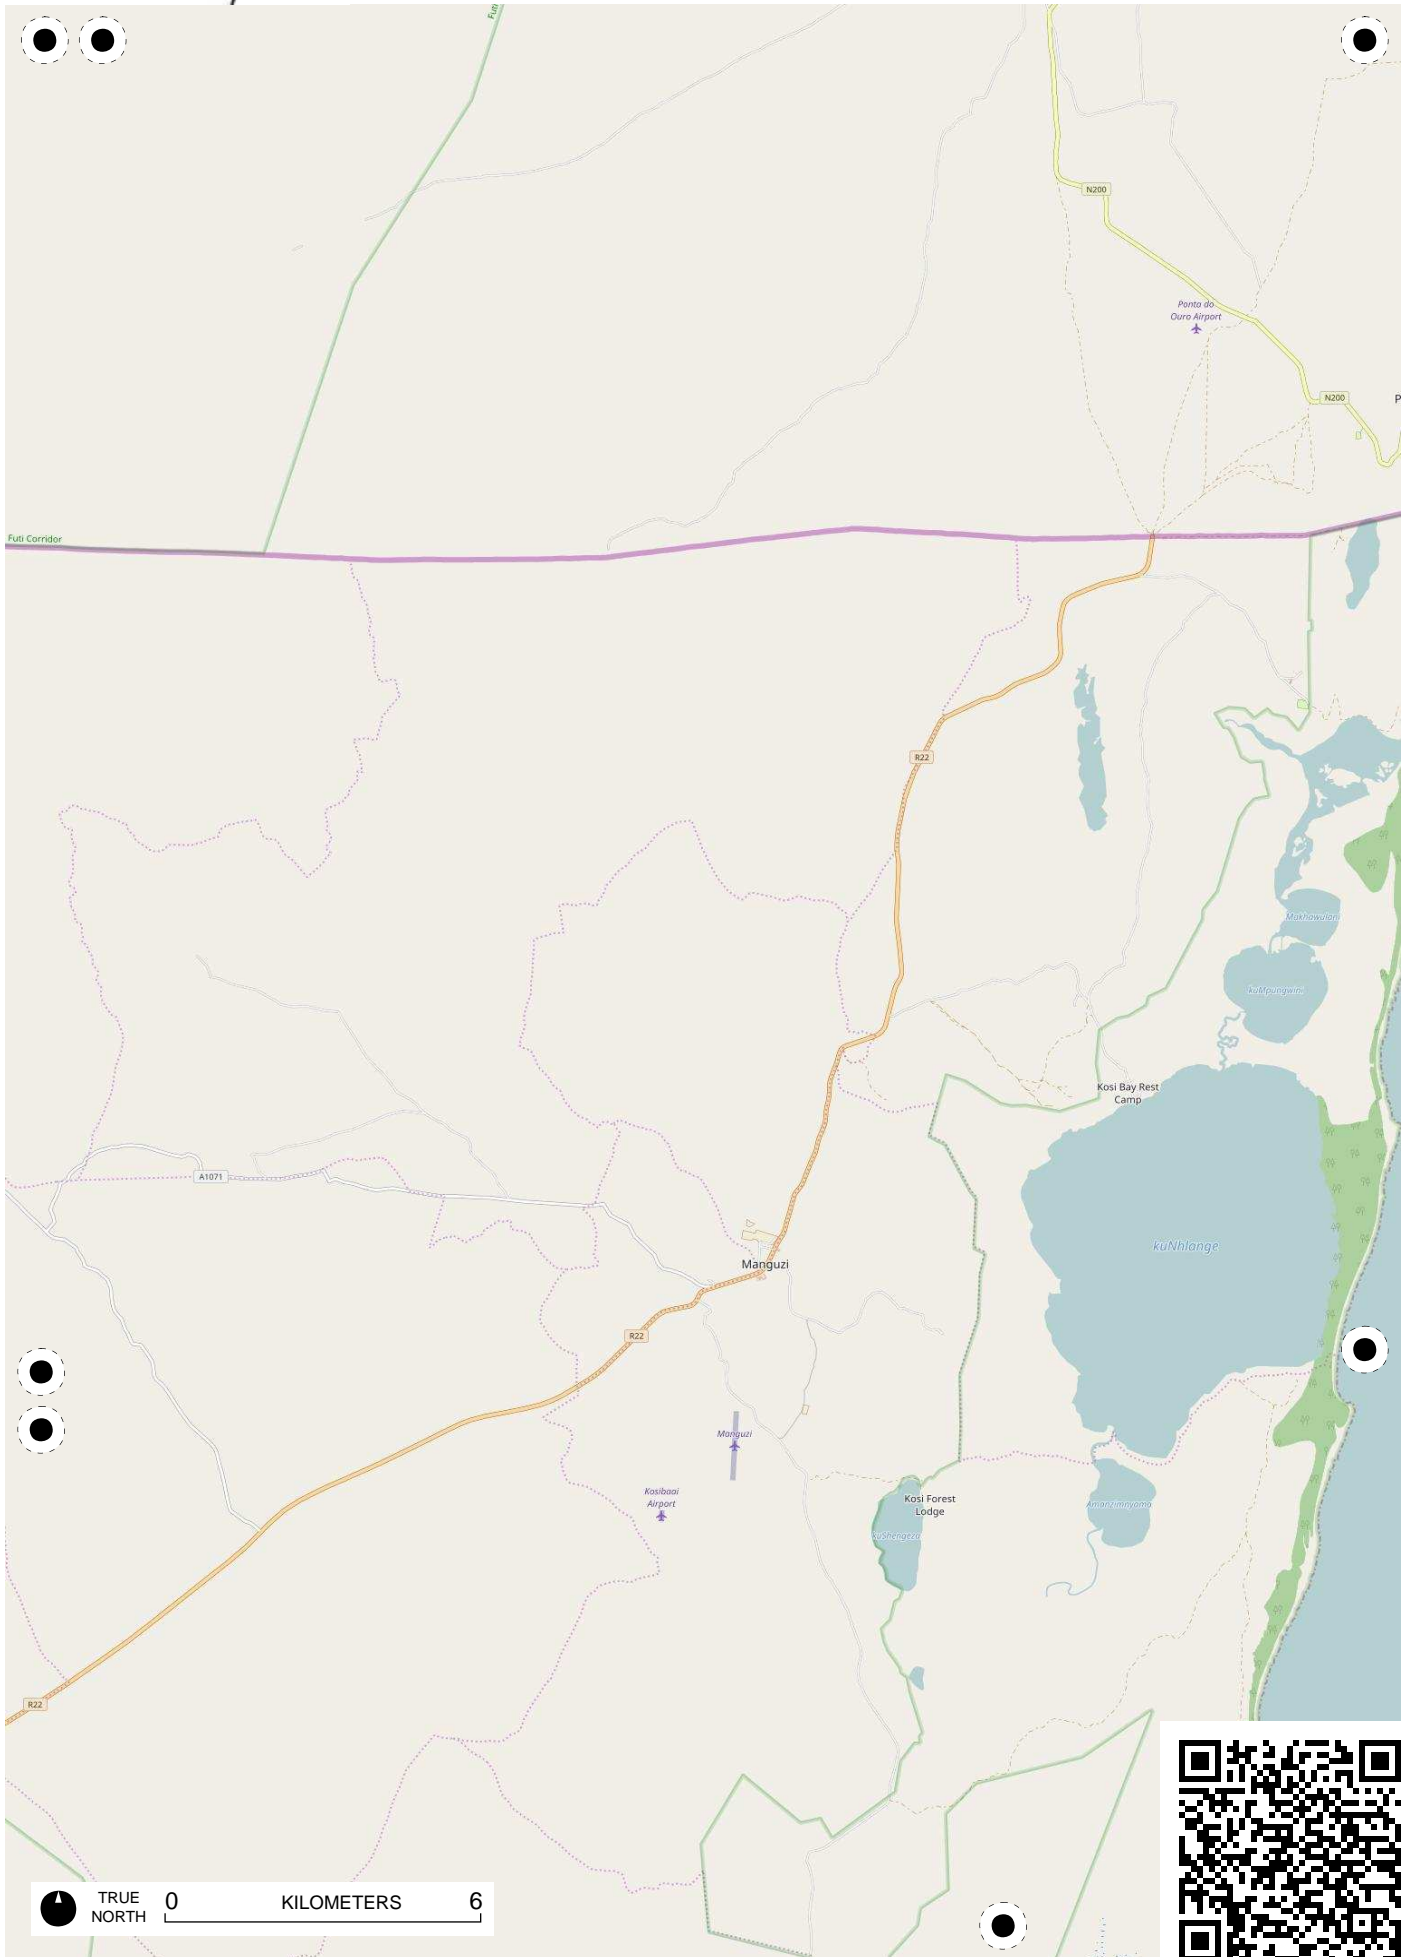 Futi
N200
Ponta do
Ouro Airport
N200
P
Futi Corridor
R22
Makhawulani
kuMpungwini
Kosi Bay Rest
Camp
A1071
kuNhlange
Manguzi
R22
Manguzi
Kosibaai
Airport
Kosi Forest
Lodge
Amanzimnyama
kuShengeza
R22
TRUE
NORTH
0 KILOMETERS 6